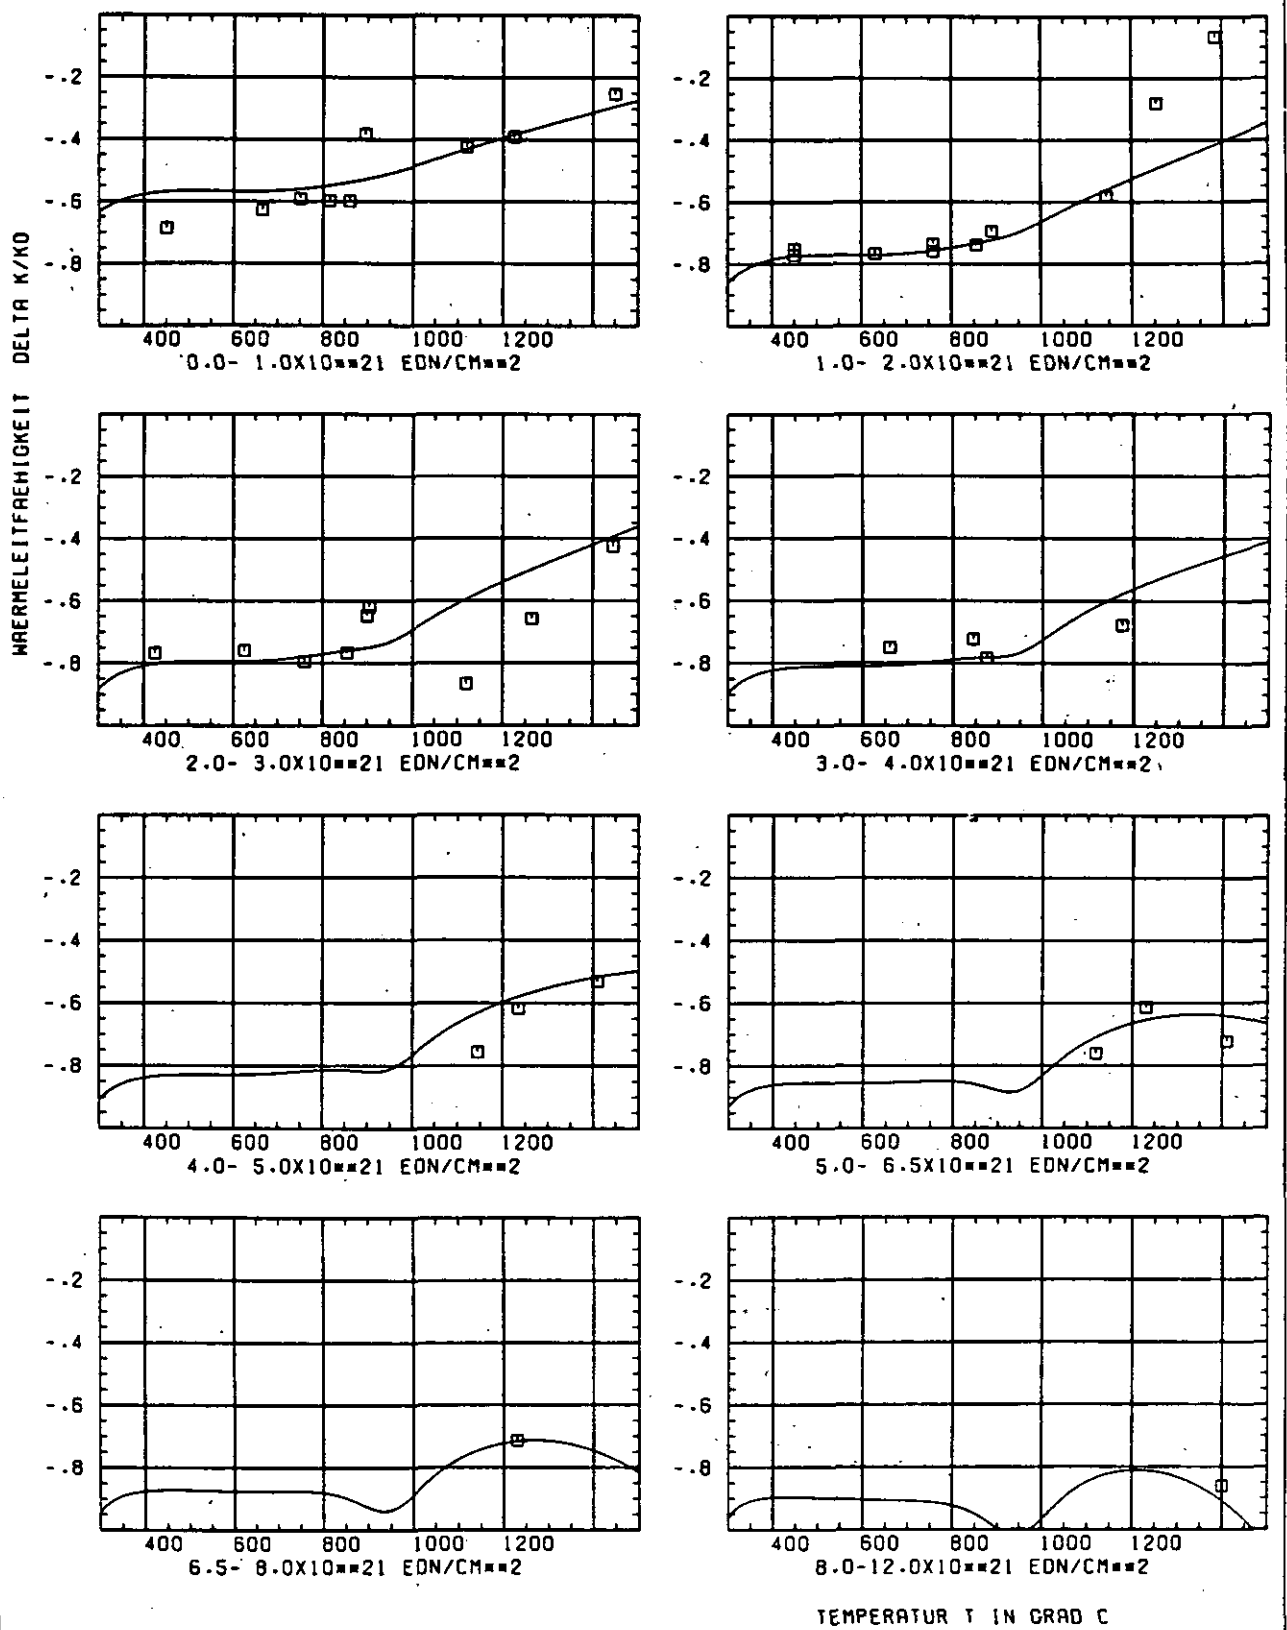 WAERMELEITFAEHIGKEIT DELTA K/KO
-.2
-.4
-.6
-.8
400 600 800 1000 1200
0.0- 1.0X10**21 EDN/CM**2
-.2
-.4
-.6
-.8
400 600 800 1000 1200
1.0- 2.0X10**21 EDN/CM**2
-.2
-.4
-.6
-.8
400 600 800 1000 1200
2.0- 3.0X10**21 EDN/CM**2
-.2
-.4
-.6
-.8
400 600 800 1000 1200
3.0- 4.0X10**21 EDN/CM**2
-.2
-.4
-.6
-.8
400 600 800 1000 1200
4.0- 5.0X10**21 EDN/CM**2
-.2
-.4
-.6
-.8
400 600 800 1000 1200
5.0- 6.5X10**21 EDN/CM**2
-.2
-.4
-.6
-.8
400 600 800 1000 1200
6.5- 8.0X10**21 EDN/CM**2
-.2
-.4
-.6
-.8
400 600 800 1000 1200
8.0-12.0X10**21 EDN/CM**2
TEMPERATUR T IN GRAD C